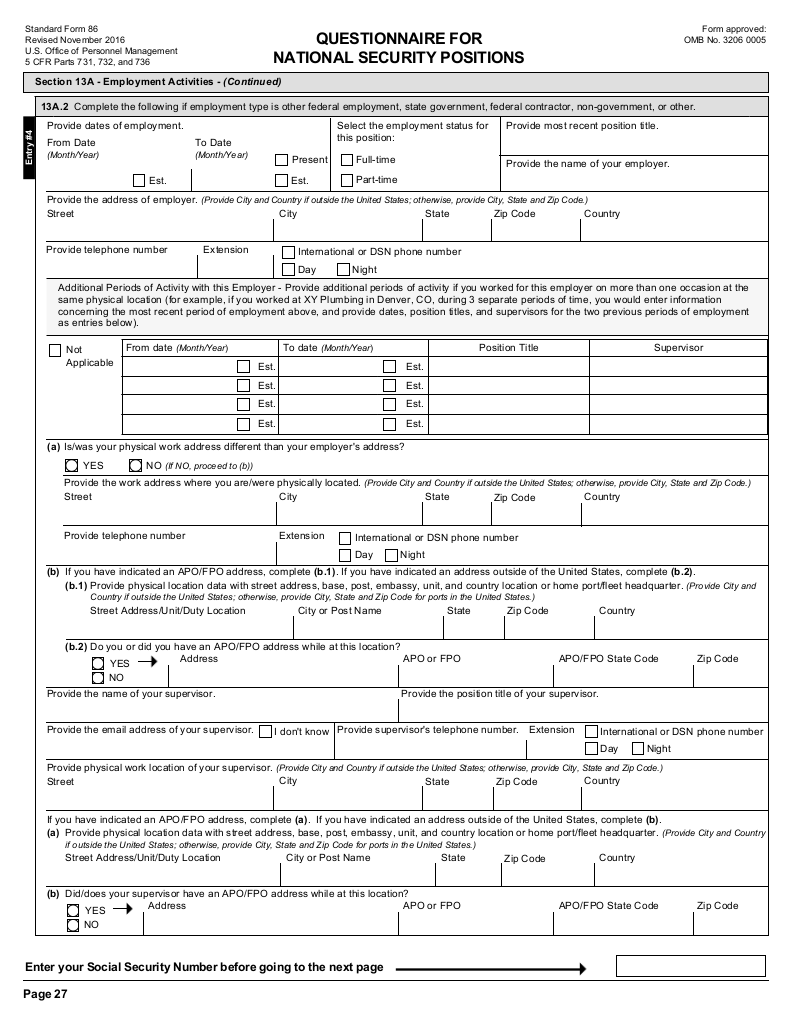 Standard Form 86
Revised November 2016
U.S. Office of Personnel Management
5 CFR Parts 731, 732, and 736
QUESTIONNAIRE FOR
NATIONAL SECURITY POSITIONS
Form approved:
OMB No. 3206 0005
Section 13A - Employment Activities - (Continued)
Entry #4
13A.2 Complete the following if employment type is other federal employment, state government, federal contractor, non-government, or other.
Provide dates of employment.
From Date
(Month/Year)
Est.
To Date
(Month/Year)
Present
Est.
Select the employment status for
this position:
Full-time
Part-time
Provide most recent position title.
Provide the name of your employer.
Provide the address of employer. (Provide City and Country if outside the United States; otherwise, provide City, State and Zip Code.)
Street City State Zip Code Country
Provide telephone number Extension International or DSN phone number
Day Night
Additional Periods of Activity with this Employer - Provide additional periods of activity if you worked for this employer on more than one occasion at the
same physical location (for example, if you worked at XY Plumbing in Denver, CO, during 3 separate periods of time, you would enter information
concerning the most recent period of employment above, and provide dates, position titles, and supervisors for the two previous periods of employment
as entries below).
Not
Applicable
From date (Month/Year) To date (Month/Year) Position Title Supervisor
Est. Est.
Est. Est.
Est. Est.
Est. Est.
(a) Is/was your physical work address different than your employer's address?
YES NO (If NO, proceed to (b))
Provide the work address where you are/were physically located. (Provide City and Country if outside the United States; otherwise, provide City, State and Zip Code.)
Street City State Zip Code Country
Provide telephone number Extension International or DSN phone number
Day Night
(b) If you have indicated an APO/FPO address, complete (b.1). If you have indicated an address outside of the United States, complete (b.2).
(b.1) Provide physical location data with street address, base, post, embassy, unit, and country location or home port/fleet headquarter. (Provide City and
Country if outside the United States; otherwise, provide City, State and Zip Code for ports in the United States.)
Street Address/Unit/Duty Location City or Post Name State Zip Code Country
(b.2) Do you or did you have an APO/FPO address while at this location?
YES Address APO or FPO APO/FPO State Code Zip Code
NO
Provide the name of your supervisor. Provide the position title of your supervisor.
Provide the email address of your supervisor. I don't know Provide supervisor's telephone number. Extension International or DSN phone number
Day Night
Provide physical work location of your supervisor. (Provide City and Country if outside the United States; otherwise, provide City, State and Zip Code.)
Street City State Zip Code Country
If you have indicated an APO/FPO address, complete (a). If you have indicated an address outside of the United States, complete (b).
(a) Provide physical location data with street address, base, post, embassy, unit, and country location or home port/fleet headquarter. (Provide City and Country
if outside the United States; otherwise, provide City, State and Zip Code for ports in the United States.)
Street Address/Unit/Duty Location City or Post Name State Zip Code Country
(b) Did/does your supervisor have an APO/FPO address while at this location?
YES Address APO or FPO APO/FPO State Code Zip Code
NO
Enter your Social Security Number before going to the next page
Page 27